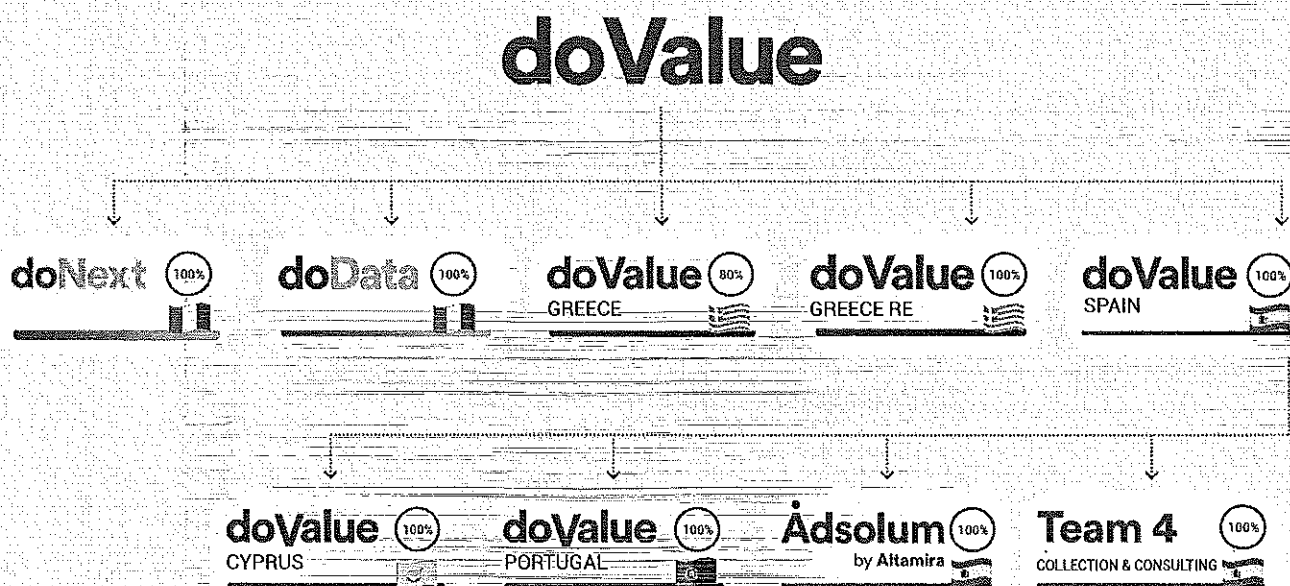 doValue
doNext 100%
doData 100%
doValue 80%
GREECE
doValue 100%
GREECE RE
doValue 100%
SPAIN
doValue 100%
CYPRUS
doValue 100%
PORTUGAL
Adsolum 100%
by Altamira
Team 4 100%
COLLECTION & CONSULTING